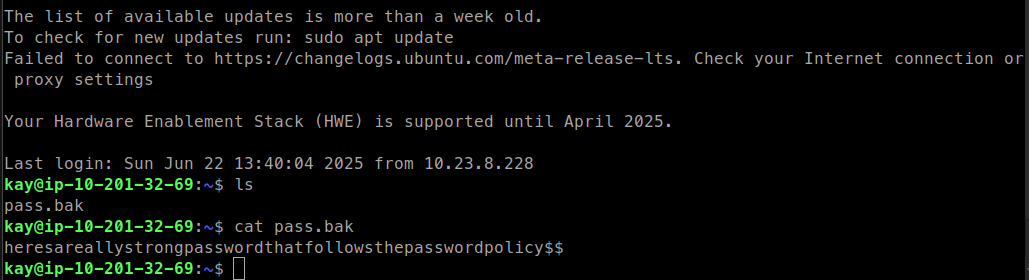 The list of available updates is more than a week old.
To check for new updates run: sudo apt update
Failed to connect to https://changelogs.ubuntu.com/meta-release-lts. Check your Internet connection or
 proxy settings
Your Hardware Enablement Stack (HWE) is supported until April 2025.
Last login: Sun Jun 22 13:40:04 2025 from 10.23.8.228
kay@ip-10-201-32-69:~$ ls
pass.bak
kay@ip-10-201-32-69:~$ cat pass.bak
heresareallystrongpasswordthatfollowsthepasswordpolicy$$
kay@ip-10-201-32-69:~$